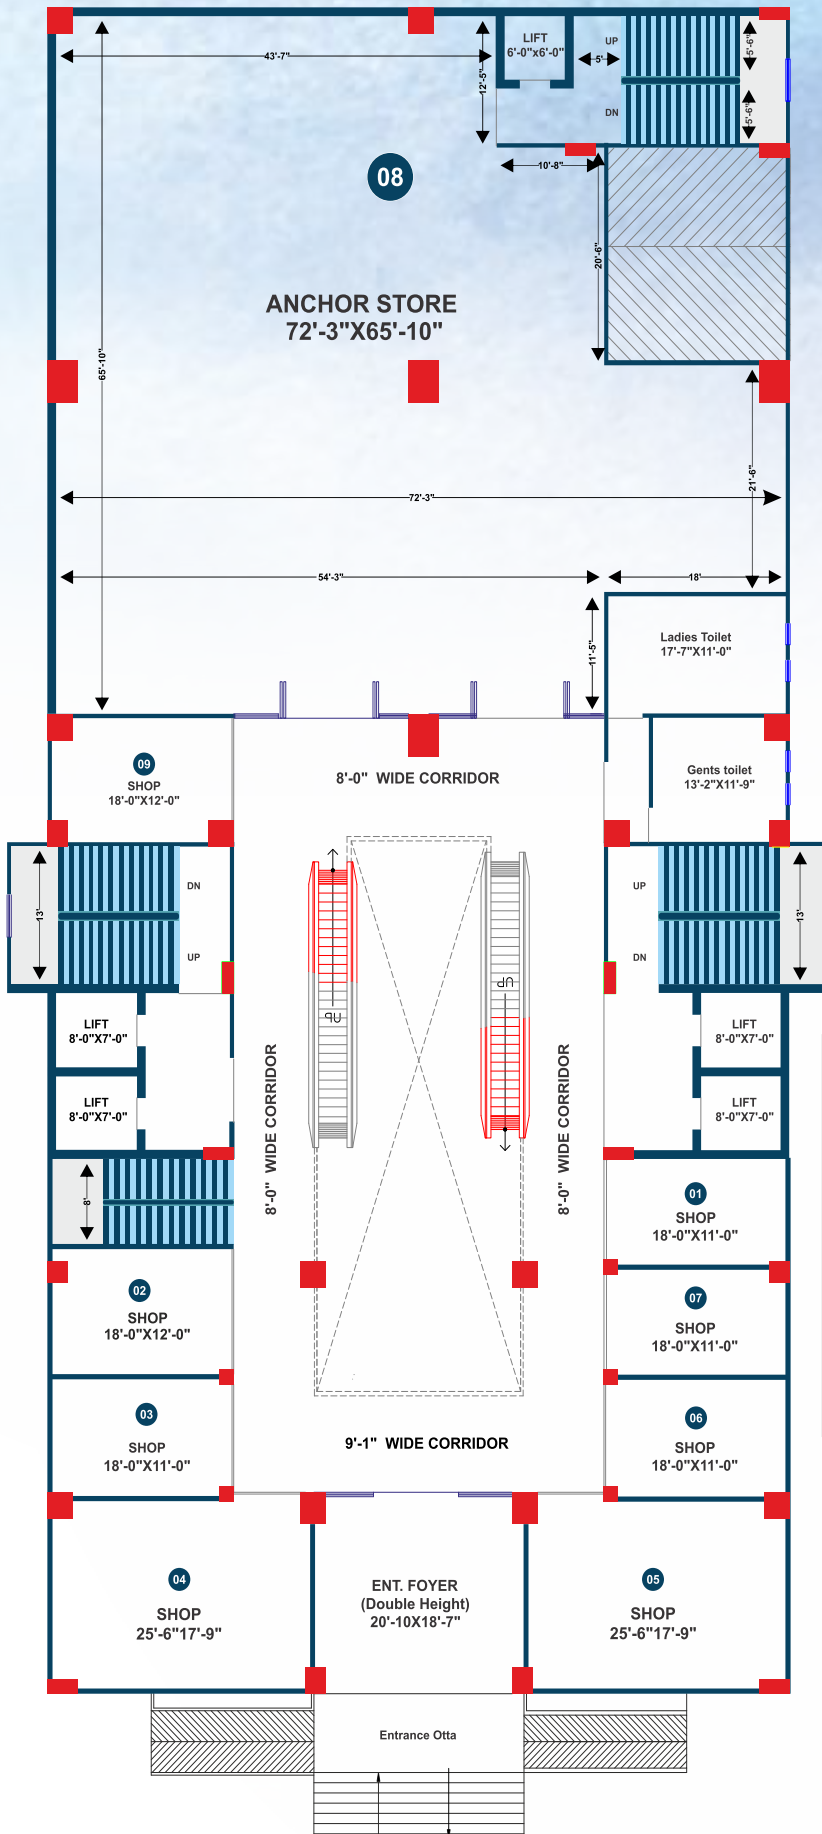 LIFT
6'-0"x6'-0"
UP
5'-6"
43'-7"
5'
12'-5"
DN
5'-6"
10'-8"
08
20'-6"
ANCHOR STORE
72'-3"X65'-10"
65'-10"
21'-6"
72'-3"
54'-3"
18'
11'-5"
Ladies Toilet
17'-7"X11'-0"
09
SHOP
18'-0"X12'-0"
8'-0" WIDE CORRIDOR
Gents toilet
13'-2"X11'-9"
13'
DN
UP
UP
DN
13'
UP
UP
LIFT
8'-0"X7'-0"
LIFT
8'-0"X7'-0"
LIFT
8'-0"X7'-0"
LIFT
8'-0"X7'-0"
8'-0" WIDE CORRIDOR
8'-0" WIDE CORRIDOR
8'
01
SHOP
18'-0"X11'-0"
02
SHOP
18'-0"X12'-0"
07
SHOP
18'-0"X11'-0"
03
SHOP
18'-0"X11'-0"
06
SHOP
18'-0"X11'-0"
9'-1" WIDE CORRIDOR
04
SHOP
25'-6"17'-9"
ENT. FOYER
(Double Height)
20'-10X18'-7"
05
SHOP
25'-6"17'-9"
Entrance Otta